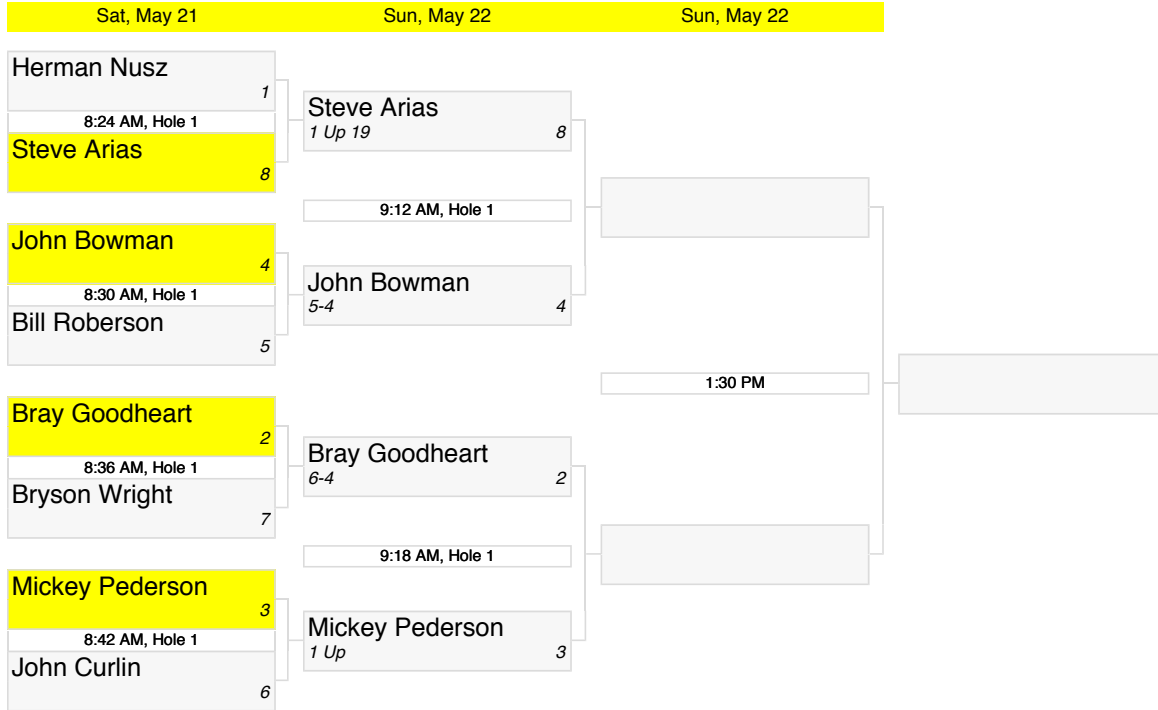 Sat, May 21
Sun, May 22
Sun, May 22
Herman Nusz
1
8:24 AM, Hole 1
Steve Arias
8
John Bowman
4
8:30 AM, Hole 1
Bill Roberson
5
Bray Goodheart
2
8:36 AM, Hole 1
Bryson Wright
7
Mickey Pederson
3
8:42 AM, Hole 1
John Curlin
6
Steve Arias
1 Up 19 8
9:12 AM, Hole 1
John Bowman
5-4 4
Bray Goodheart
6-4 2
9:18 AM, Hole 1
Mickey Pederson
1 Up 3
1:30 PM